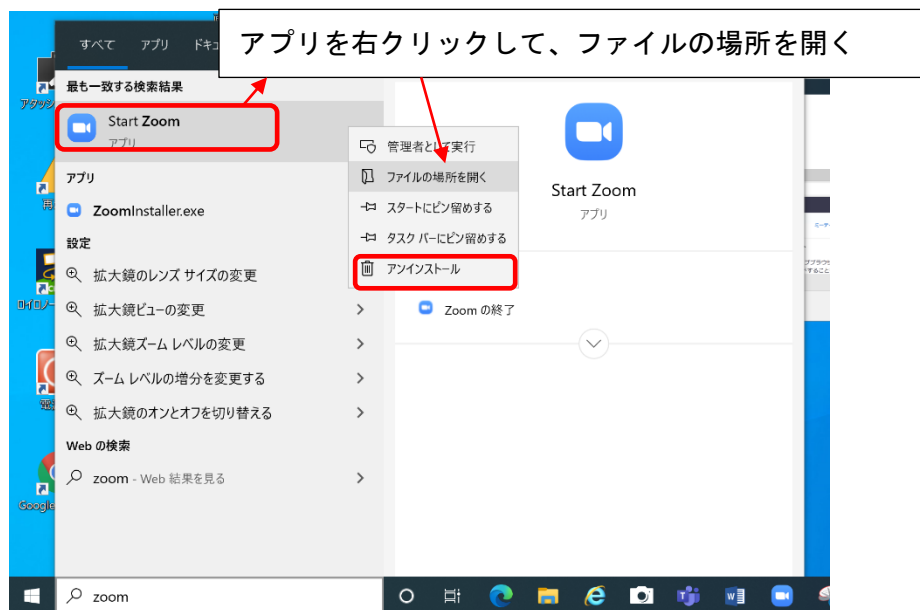 アプリを右クリックして、ファイルの場所を開く
すべて アプリ ドキュ
最も一致する検索結果
Start Zoom
アプリ
アプリ
ZoomInstaller.exe
設定
拡大鏡のレンズ サイズの変更
拡大鏡ビューの変更
拡大鏡ズーム レベルの変更
ズーム レベルの増分を変更する
拡大鏡のオンとオフを切り替える
Web の検索
zoom - Web 結果を見る
管理者として実行
ファイルの場所を開く
スタートにピン留めする
タスク バーにピン留めする
アンインストール
Start Zoom
アプリ
Zoom の終了
Google
zoom